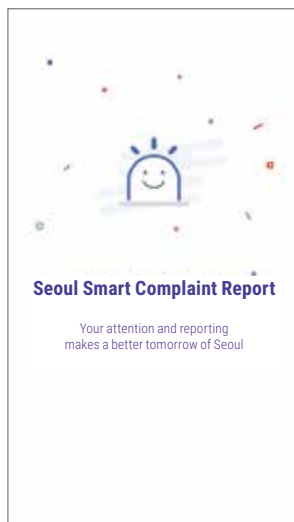 Seoul Smart Complaint Report
Your attention and reporting
makes a better tomorrow of Seoul